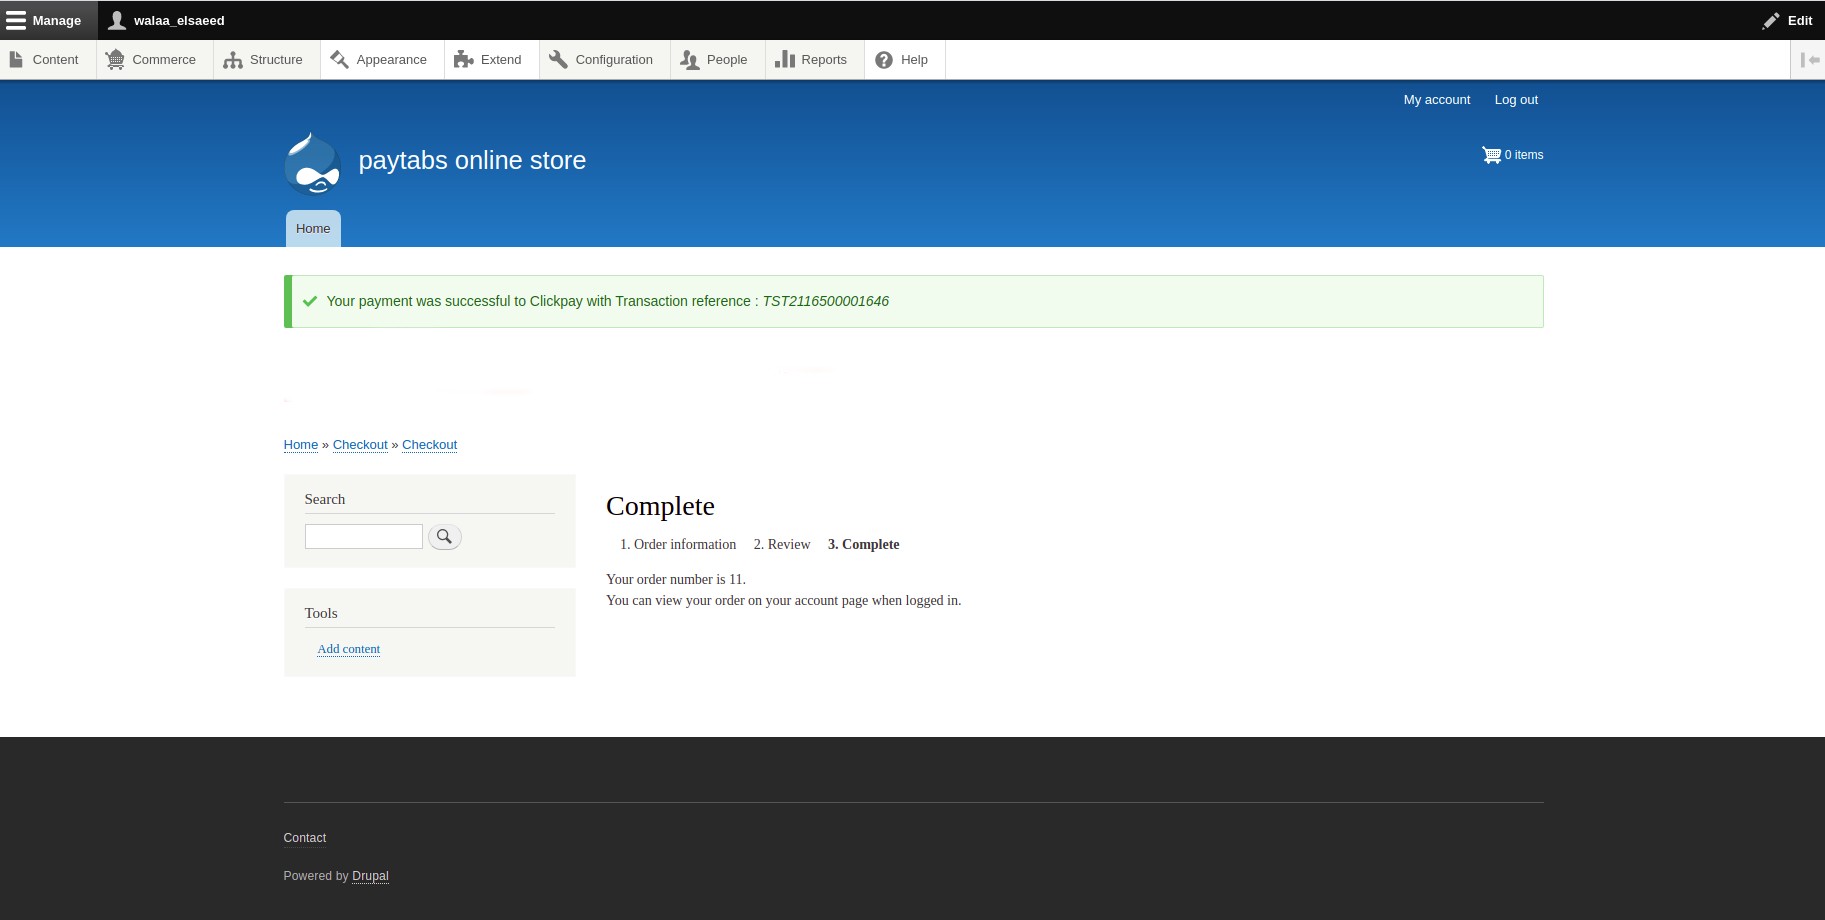 Manage walaa_elsaeed Edit
Content Commerce Structure Appearance Extend Configuration People Reports Help
My account Log out
paytabs online store
0 items
Home
Your payment was successful to Clickpay with Transaction reference : TST2116500001646
Home » Checkout » Checkout
Search
Complete
1. Order information 2. Review 3. Complete
Your order number is 11.
You can view your order on your account page when logged in.
Tools
Add content
Contact
Powered by Drupal